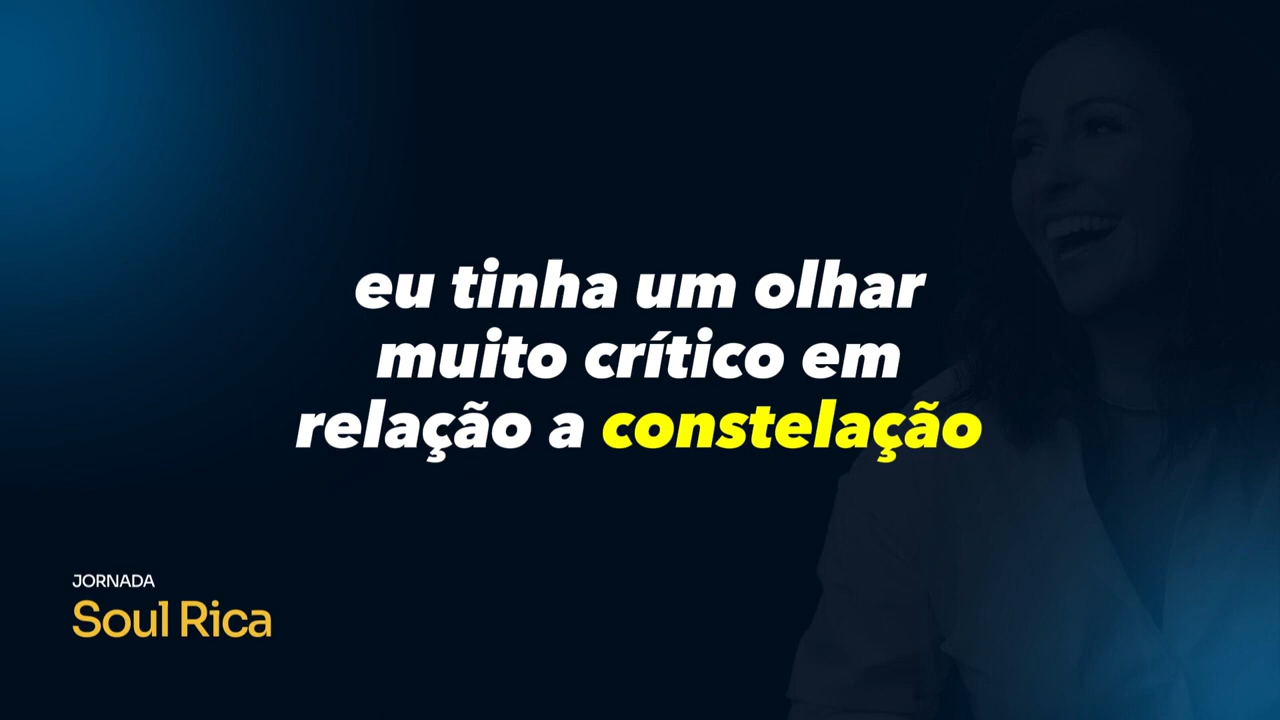 eu tinha um olhar
muito crítico em
relação a constelação
JORNADA
Soul Rica